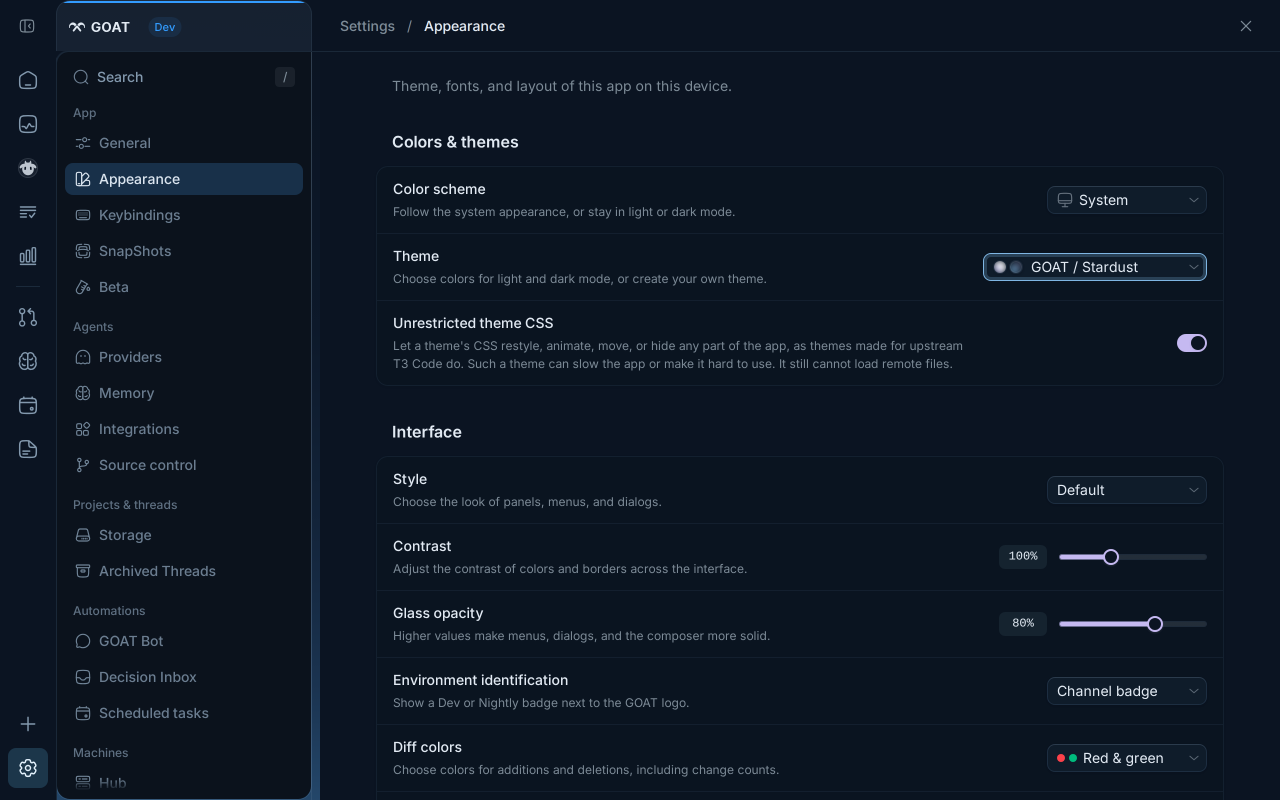 GOAT Dev
Settings / Appearance
Search /
App
General
Appearance
Keybindings
SnapShots
Beta
Agents
Providers
Memory
Integrations
Source control
Projects & threads
Storage
Archived Threads
Automations
GOAT Bot
Decision Inbox
Scheduled tasks
Machines
Hub
Theme, fonts, and layout of this app on this device.
Colors & themes
Color scheme
Follow the system appearance, or stay in light or dark mode.
System
Theme
Choose colors for light and dark mode, or create your own theme.
GOAT / Stardust
Unrestricted theme CSS
Let a theme's CSS restyle, animate, move, or hide any part of the app, as themes made for upstream
T3 Code do. Such a theme can slow the app or make it hard to use. It still cannot load remote files.
Interface
Style
Choose the look of panels, menus, and dialogs.
Default
Contrast
Adjust the contrast of colors and borders across the interface.
100%
Glass opacity
Higher values make menus, dialogs, and the composer more solid.
80%
Environment identification
Show a Dev or Nightly badge next to the GOAT logo.
Channel badge
Diff colors
Choose colors for additions and deletions, including change counts.
Red & green